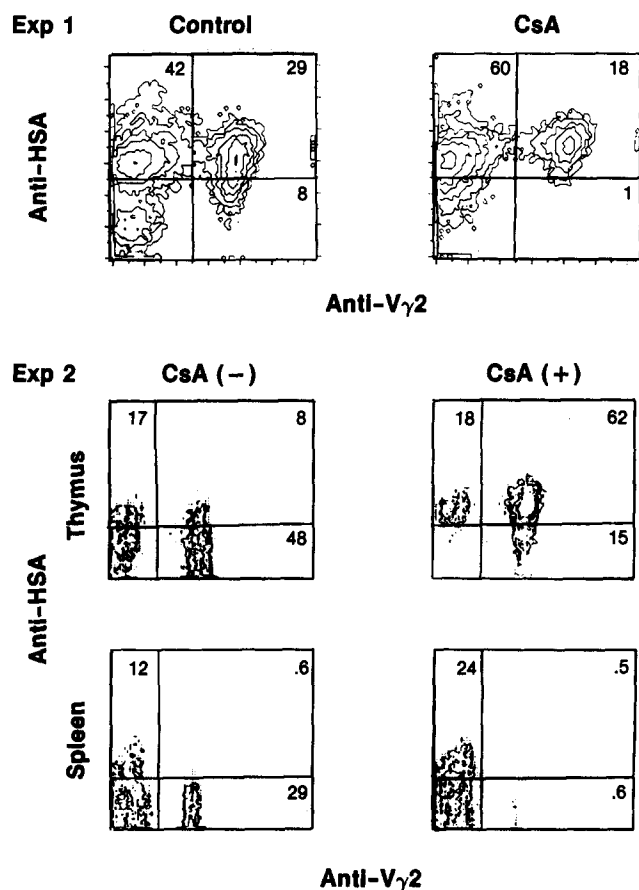 Exp 1
Control
CsA
Anti-HSA
42
29
8
60
18
1
Anti-Vγ2
Exp 2
CsA (−)
CsA (+)
Anti-HSA
Thymus
17
8
48
18
62
15
Spleen
12
.6
29
24
.5
.6
Anti-Vγ2